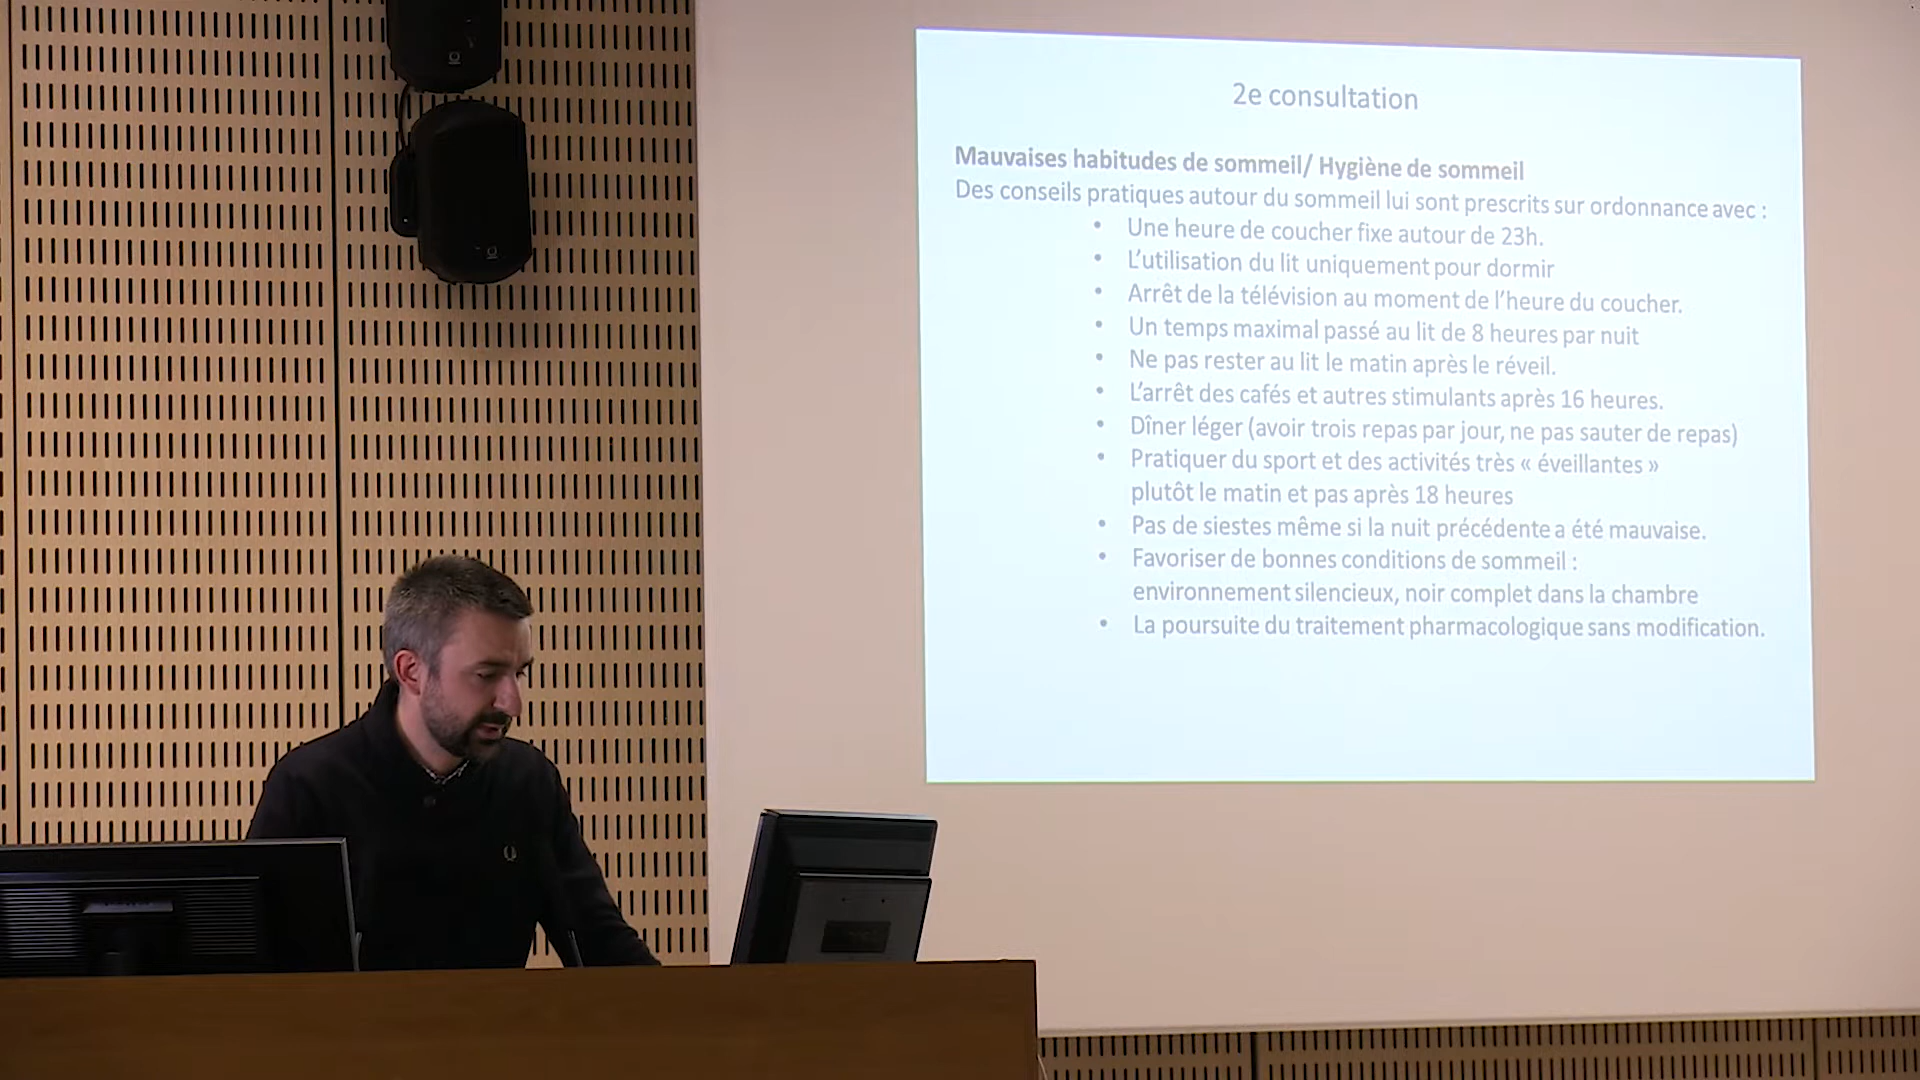 2e consultation
Mauvaises habitudes de sommeil/ Hygiène de sommeil
Des conseils pratiques autour du sommeil lui sont prescrits sur ordonnance avec :
• Une heure de coucher fixe autour de 23h.
• L'utilisation du lit uniquement pour dormir
• Arrêt de la télévision au moment de l'heure du coucher.
• Un temps maximal passé au lit de 8 heures par nuit
• Ne pas rester au lit le matin après le réveil.
• L'arrêt des cafés et autres stimulants après 16 heures.
• Dîner léger (avoir trois repas par jour, ne pas sauter de repas)
• Pratiquer du sport et des activités très « éveillantes »
plutôt le matin et pas après 18 heures
• Pas de siestes même si la nuit précédente a été mauvaise.
• Favoriser de bonnes conditions de sommeil :
environnement silencieux, noir complet dans la chambre
• La poursuite du traitement pharmacologique sans modification.